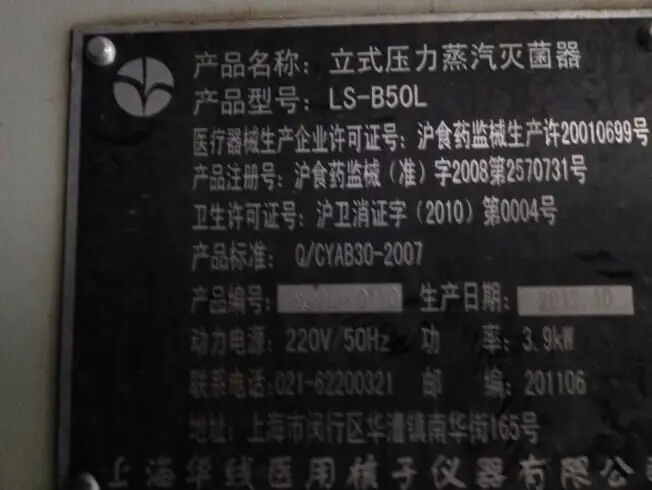 产品名称：立式压力蒸汽灭菌器
产品型号：LS-B50L
医疗器械生产企业许可证号：沪食药监械生产许20010699号
产品注册号：沪食药监械（准）字2008第2570731号
卫生许可证号：沪卫消证字（2010）第0004号
产品标准：Q/CYAB30-2007
产品编号： 生产日期：2012.10
动力电源：220V/50Hz 功 率：3.9kW
联系电话:021-62200321 邮 编：201106
地址：上海市闵行区华漕镇南华街165号
上海华线医用核子仪器有限公